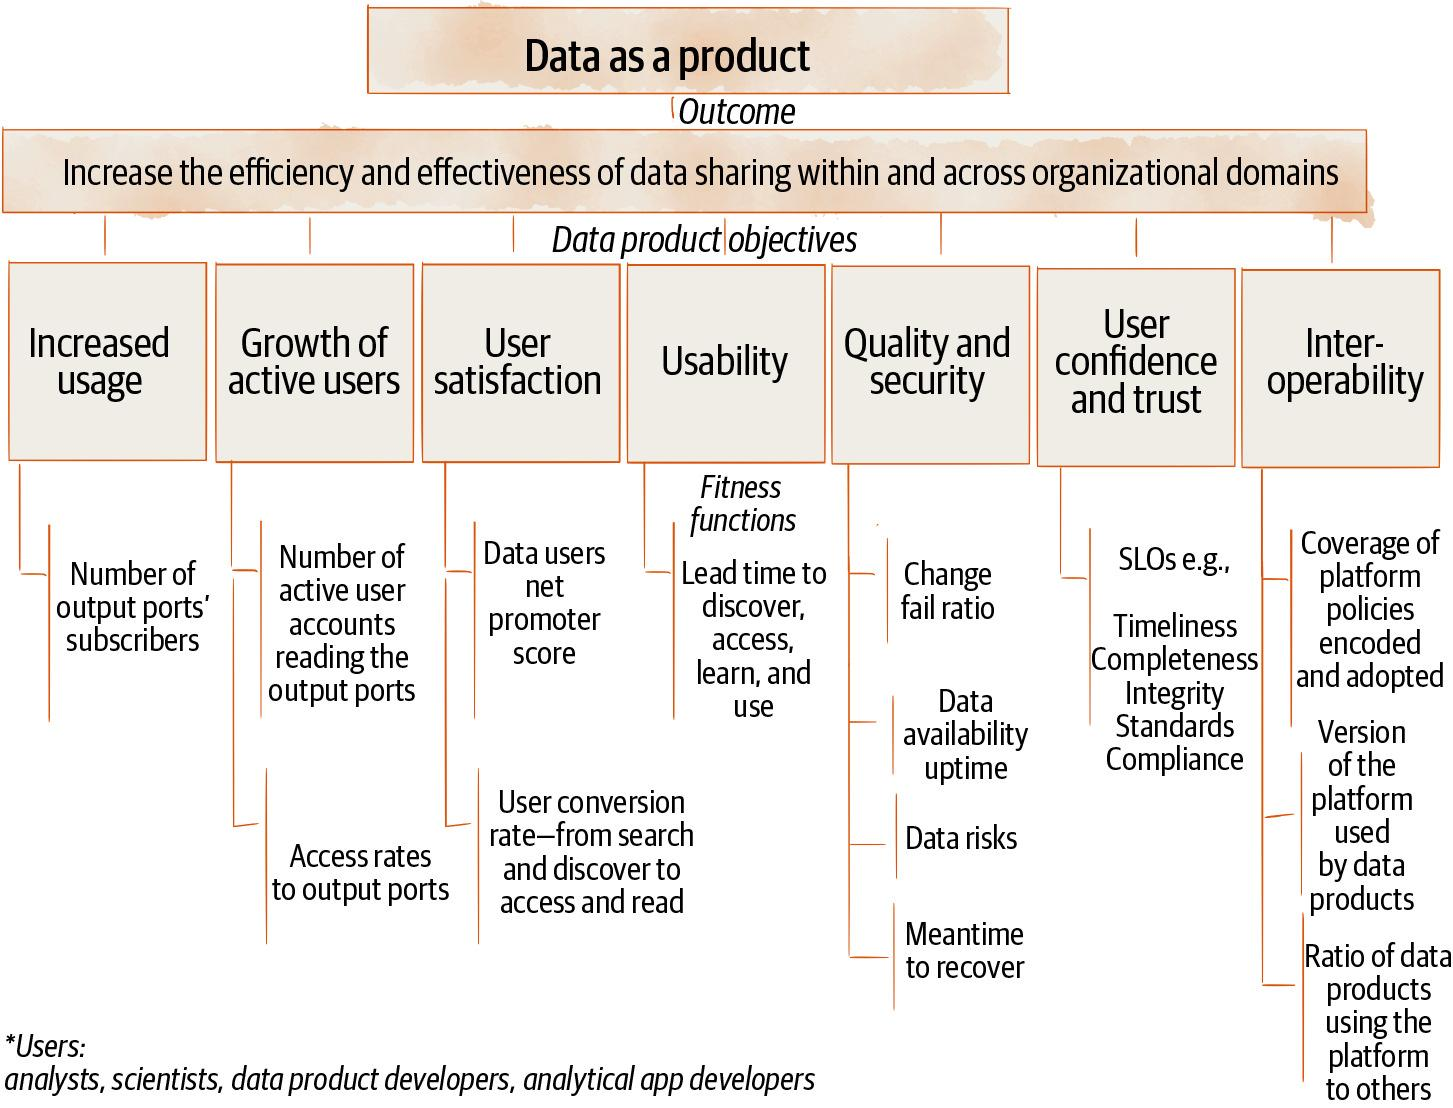 Data as a product
Outcome
Increase the efficiency and effectiveness of data sharing within and across organizational domains
Data product objectives
Increased
usage
Growth of
active users
User
satisfaction
Usability
Quality and
security
User
confidence
and trust
Inter-
operability
Fitness
functions
Number of
output ports’
subscribers
Number of
active user
accounts
reading the
output ports
Access rates
to output ports
Data users
net
promoter
score
User conversion
rate—from search
and discover to
access and read
Lead time to
discover,
access,
learn, and
use
Change
fail ratio
Data
availability
uptime
Data risks
Meantime
to recover
SLOs e.g.,
Timeliness
Completeness
Integrity
Standards
Compliance
Coverage of
platform
policies
encoded
and adopted
Version
of the
platform
used
by data
products
Ratio of data
products
using the
platform
to others
*Users:
analysts, scientists, data product developers, analytical app developers